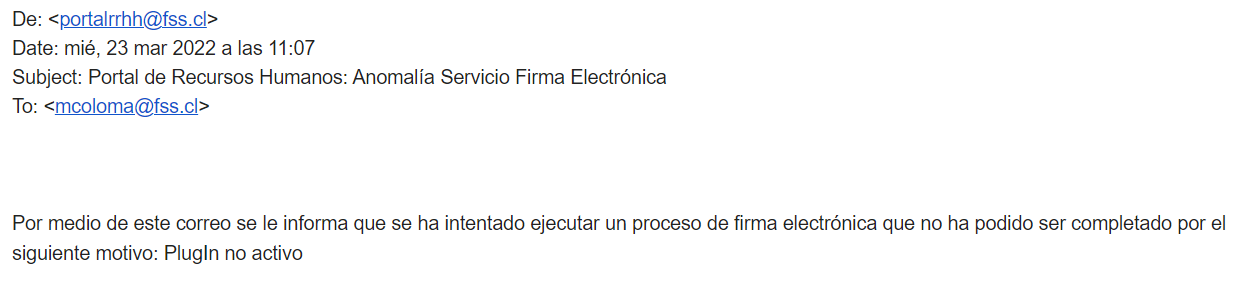 De: <portalrrhh@fss.cl>
Date: mié, 23 mar 2022 a las 11:07
Subject: Portal de Recursos Humanos: Anomalía Servicio Firma Electrónica
To: <mcoloma@fss.cl>
Por medio de este correo se le informa que se ha intentado ejecutar un proceso de firma electrónica que no ha podido ser completado por el
siguiente motivo: PlugIn no activo